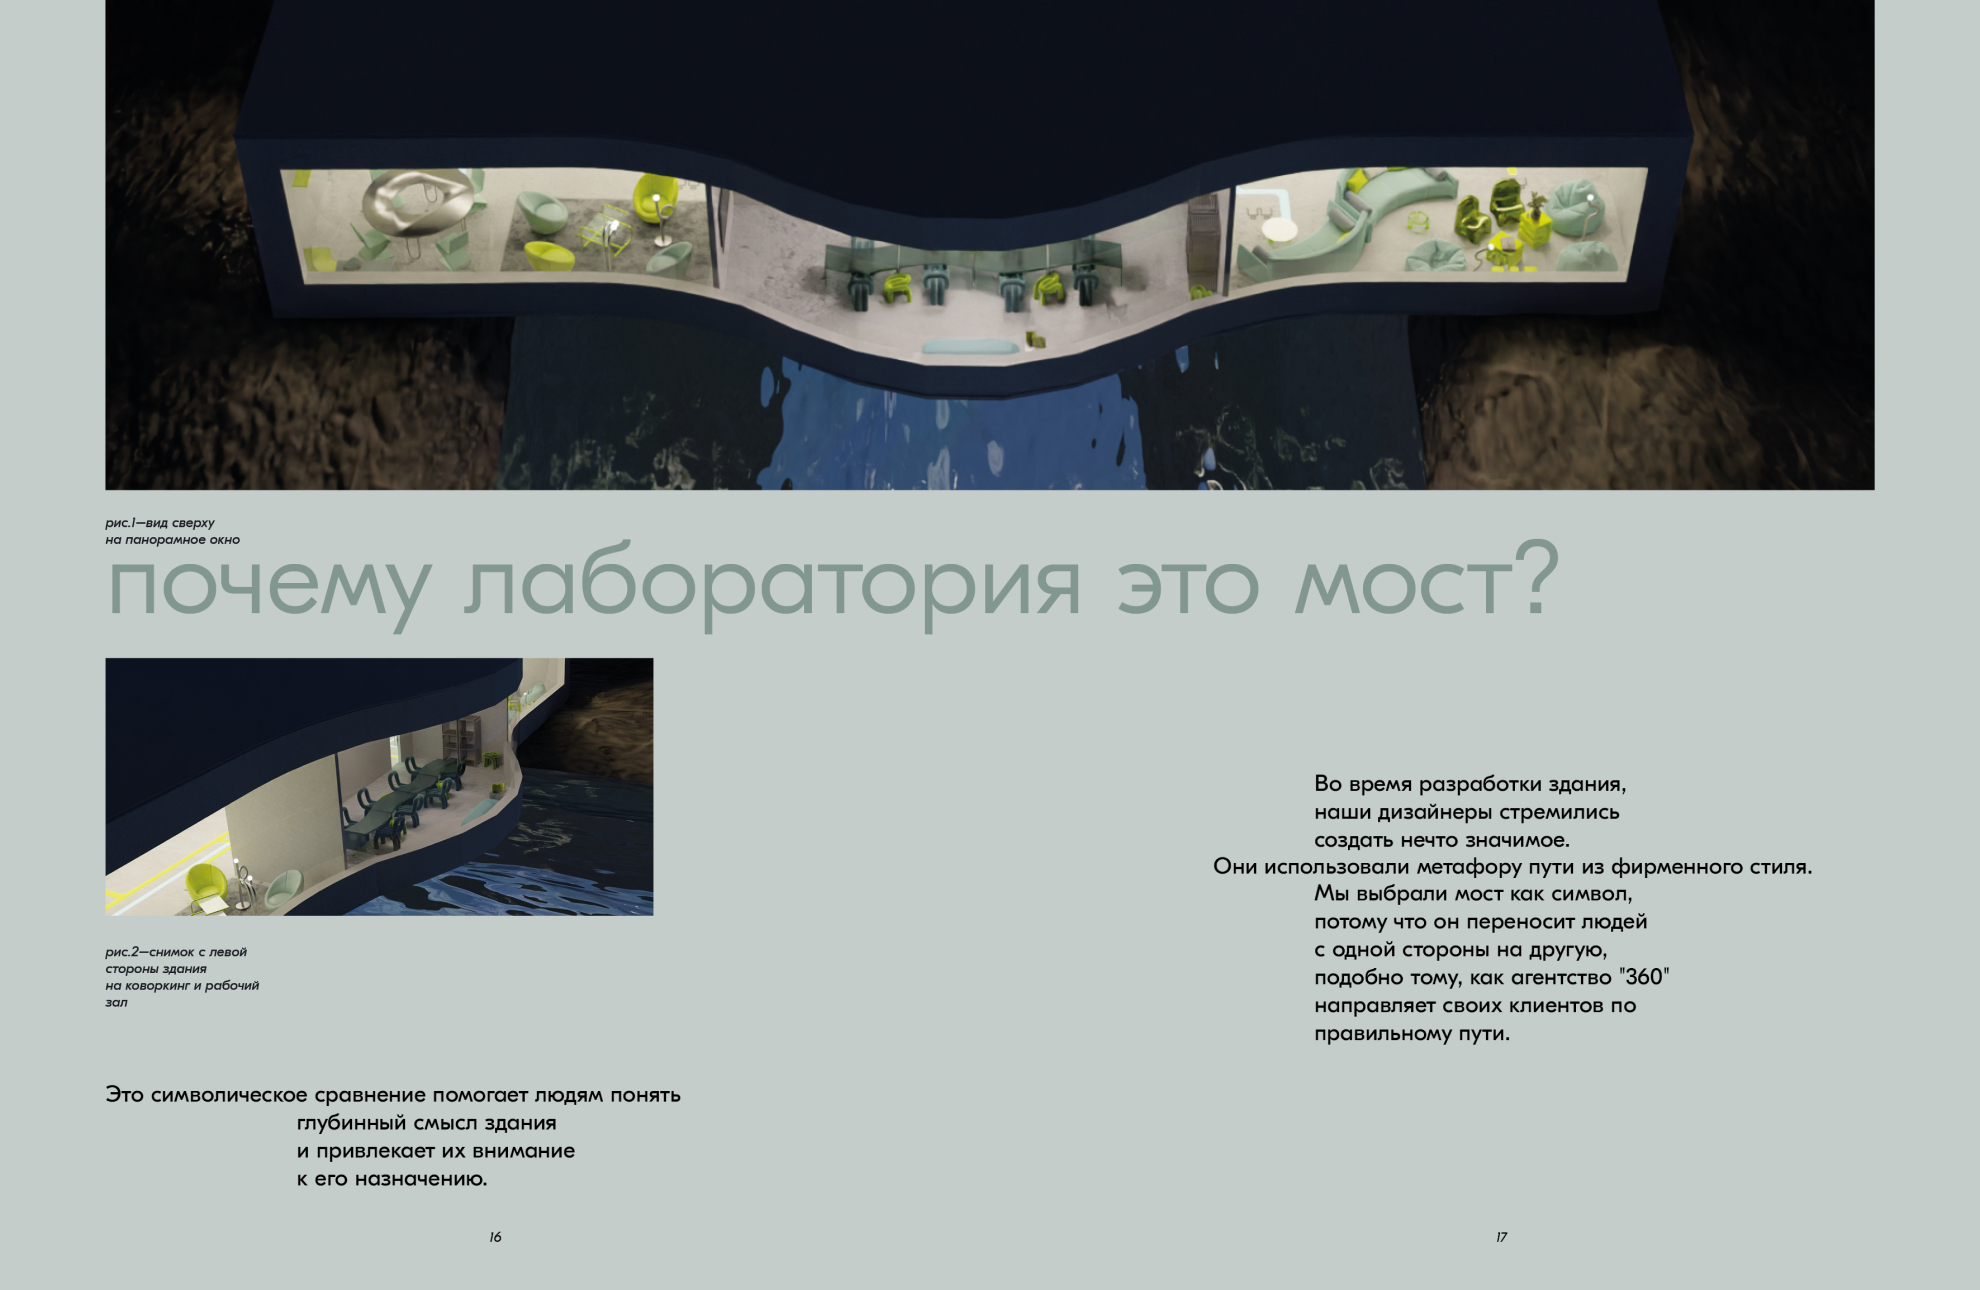 рис.1—вид сверху
на панорамное окно
почему лаборатория это мост?
рис.2—снимок с левой
стороны здания
на коворкинг и рабочий
зал
Это символическое сравнение помогает людям понять
глубинный смысл здания
и привлекает их внимание
к его назначению.
Во время разработки здания,
наши дизайнеры стремились
создать нечто значимое.
Они использовали метафору пути из фирменного стиля.
Мы выбрали мост как символ,
потому что он переносит людей
с одной стороны на другую,
подобно тому, как агентство "360"
направляет своих клиентов по
правильному пути.
16
17